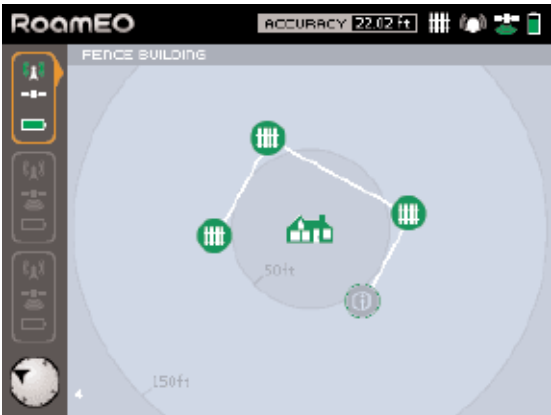 RoamEO
ACCURACY 22.02 ft
FENCE BUILDING
50ft
150ft
4